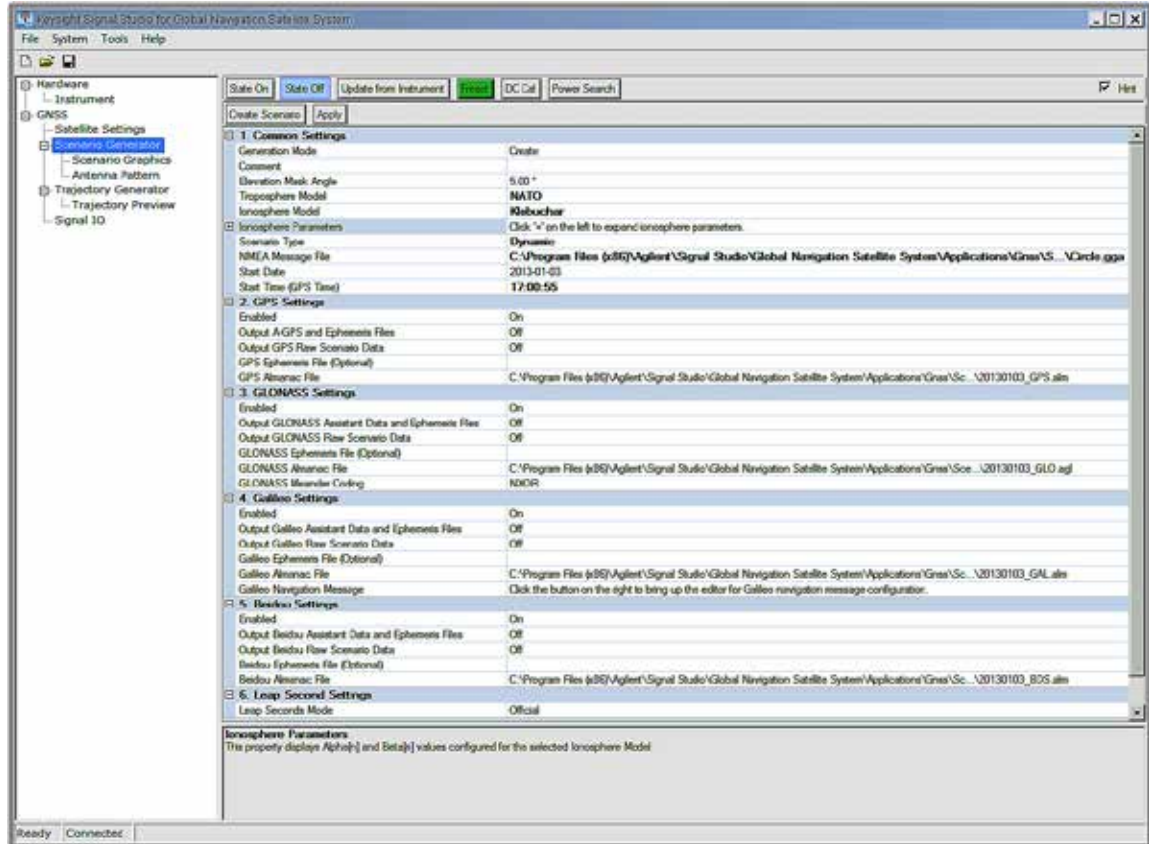 Keysight Signal Studio for Global Navigation Satellite System
File System Tools Help
Hardware
Instrument
GNSS
Satellite Settings
Scenario Generator
Scenario Graphics
Antenna Pattern
Trajectory Generator
Trajectory Preview
Signal IO
State On State Off Update from Instrument Preset DC Cal Power Search Hint
Create Scenario Apply
1. Common Settings
Generation Mode Create
Comment
Elevation Mask Angle 5.00 °
Troposphere Model NATO
Ionosphere Model Klobuchar
Ionosphere Parameters Click "+" on the left to expand ionosphere parameters.
Scenario Type Dynamic
NMEA Message File C:\Program Files (x86)\Agilent\Signal Studio\Global Navigation Satellite System\Applications\Gnss\S...\Circle.gga
Start Date 2013-01-03
Start Time (GPS Time) 17:00:55
2. GPS Settings
Enabled On
Output A-GPS and Ephemeris Files Off
Output GPS Raw Scenario Data Off
GPS Ephemeris File (Optional)
GPS Almanac File C:\Program Files (x86)\Agilent\Signal Studio\Global Navigation Satellite System\Applications\Gnss\Sc...\20130103_GPS.alm
3. GLONASS Settings
Enabled On
Output GLONASS Assistant Data and Ephemeris Files Off
Output GLONASS Raw Scenario Data Off
GLONASS Ephemeris File (Optional)
GLONASS Almanac File C:\Program Files (x86)\Agilent\Signal Studio\Global Navigation Satellite System\Applications\Gnss\Sce...\20130103_GLO.agl
GLONASS Meander Coding NXOR
4. Galileo Settings
Enabled On
Output Galileo Assistant Data and Ephemeris Files Off
Output Galileo Raw Scenario Data Off
Galileo Ephemeris File (Optional)
Galileo Almanac File C:\Program Files (x86)\Agilent\Signal Studio\Global Navigation Satellite System\Applications\Gnss\Sc...\20130103_GAL.alm
Galileo Navigation Message Click the button on the right to bring up the editor for Galileo navigation message configuration.
5. Beidou Settings
Enabled On
Output Beidou Assistant Data and Ephemeris Files Off
Output Beidou Raw Scenario Data Off
Beidou Ephemeris File (Optional)
Beidou Almanac File C:\Program Files (x86)\Agilent\Signal Studio\Global Navigation Satellite System\Applications\Gnss\Sc...\20130103_BDS.alm
6. Leap Second Settings
Leap Seconds Mode Official
Ionosphere Parameters
This property displays Alpha[n] and Beta[n] values configured for the selected Ionosphere Model
Ready Connected